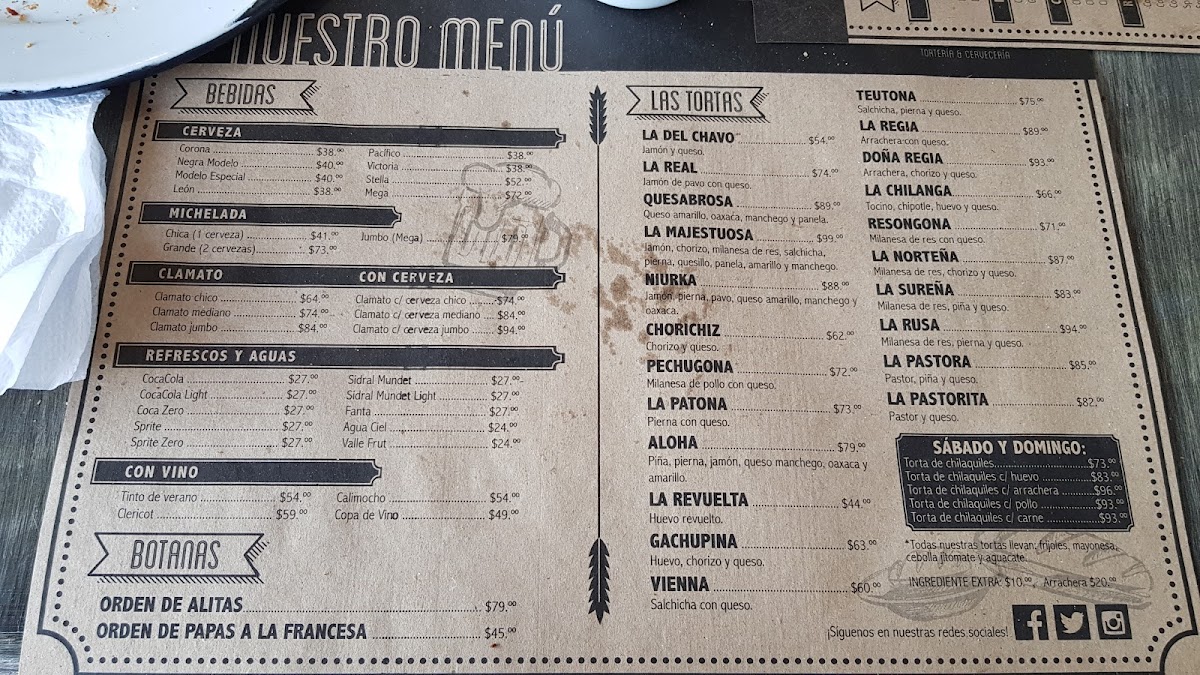 NUESTRO MENÚ
TORTERÍA & CERVECERÍA
BEBIDAS
CERVEZA
Corona $38.00
Negra Modelo $40.00
Modelo Especial $40.00
León $38.00
Pacífico $38.00
Victoria $38.00
Stella $52.00
Mega $72.00
MICHELADA
Chica (1 cerveza) $41.00
Grande (2 cervezas) $73.00
Jumbo (Mega) $79.00
CLAMATO
Clamato chico $64.00
Clamato mediano $74.00
Clamato jumbo $84.00
CON CERVEZA
Clamato c/ cerveza chico $74.00
Clamato c/ cerveza mediano $84.00
Clamato c/ cerveza jumbo $94.00
REFRESCOS Y AGUAS
CocaCola $27.00
CocaCola Light $27.00
Coca Zero $27.00
Sprite $27.00
Sprite Zero $27.00
Sidral Mundet $27.00
Sidral Mundet Light $27.00
Fanta $27.00
Agua Ciel $24.00
Valle Frut $24.00
CON VINO
Tinto de verano $54.00
Clericot $59.00
Calimocho $54.00
Copa de Vino $49.00
BOTANAS
ORDEN DE ALITAS $79.00
ORDEN DE PAPAS A LA FRANCESA $45.00
LAS TORTAS
LA DEL CHAVO $54.00
Jamón y queso.
LA REAL $74.00
Jamón de pavo con queso.
QUESABROSA $89.00
Queso amarillo, oaxaca, manchego y panela.
LA MAJESTUOSA $99.00
Jamón, chorizo, milanesa de res, salchicha,
pierna, quesillo, panela, amarillo y manchego.
NIURKA $88.00
Jamón, pierna, pavo, queso amarillo, manchego y
oaxaca.
CHORICHIZ $62.00
Chorizo y queso.
PECHUGONA $72.00
Milanesa de pollo con queso.
LA PATONA $73.00
Pierna con queso.
ALOHA $79.00
Piña, pierna, jamón, queso manchego, oaxaca y
amarillo.
LA REVUELTA $44.00
Huevo revuelto.
GACHUPINA $63.00
Huevo, chorizo y queso.
VIENNA $60.00
Salchicha con queso.
TEUTONA $75.00
Salchicha, pierna y queso.
LA REGIA $89.00
Arrachera con queso.
DOÑA REGIA $93.00
Arrachera, chorizo y queso.
LA CHILANGA $66.00
Tocino, chipotle, huevo y queso.
RESONGONA $71.00
Milanesa de res con queso.
LA NORTEÑA $87.00
Milanesa de res, chorizo y queso.
LA SUREÑA $83.00
Milanesa de res, piña y queso.
LA RUSA $94.00
Milanesa de res, pierna y queso.
LA PASTORA $85.00
Pastor, piña y queso.
LA PASTORITA $82.00
Pastor y queso.
SÁBADO Y DOMINGO:
Torta de chilaquiles $73.00
Torta de chilaquiles c/ huevo $83.00
Torta de chilaquiles c/ arrachera $96.00
Torta de chilaquiles c/ pollo $93.00
Torta de chilaquiles c/ carne $93.00
*Todas nuestras tortas llevan: frijoles, mayonesa,
cebolla jitomate y aguacate.
INGREDIENTE EXTRA: $10.00, Arrachera $20.00
¡Siguenos en nuestras redes sociales!